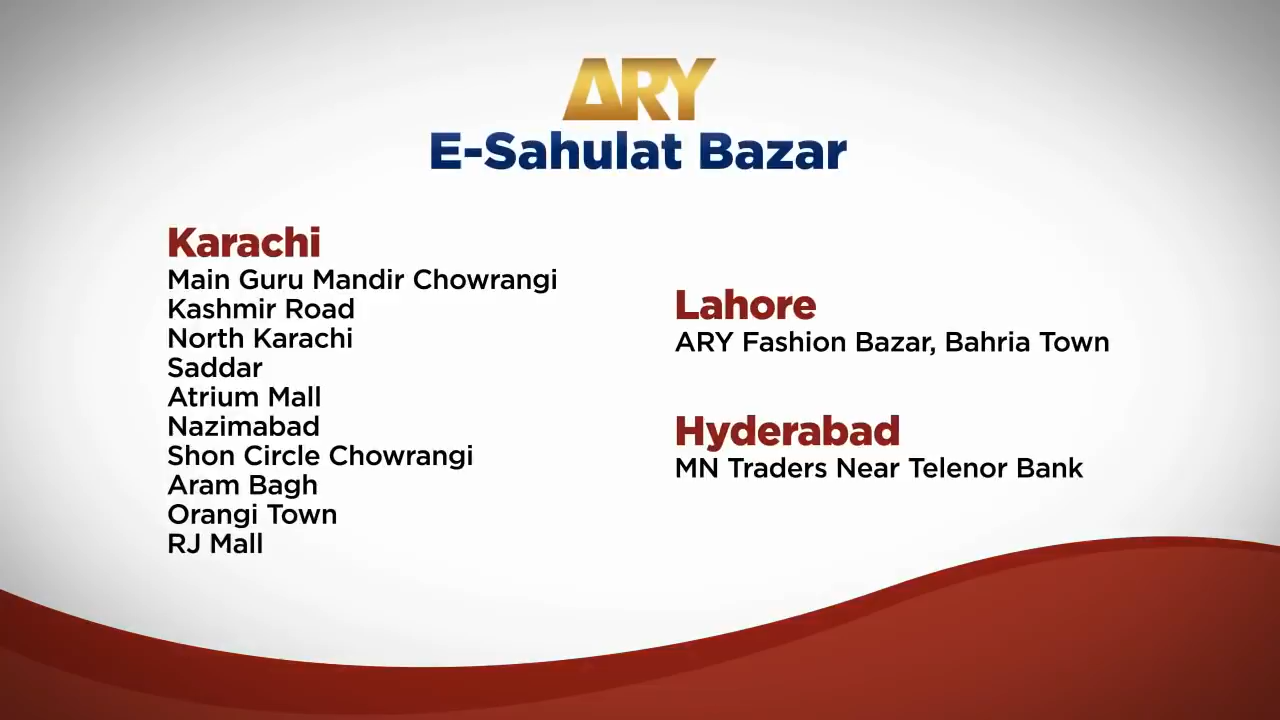 ARY
E-Sahulat Bazar
Karachi
Main Guru Mandir Chowrangi
Kashmir Road
North Karachi
Saddar
Atrium Mall
Nazimabad
Shon Circle Chowrangi
Aram Bagh
Orangi Town
RJ Mall
Lahore
ARY Fashion Bazar, Bahria Town
Hyderabad
MN Traders Near Telenor Bank